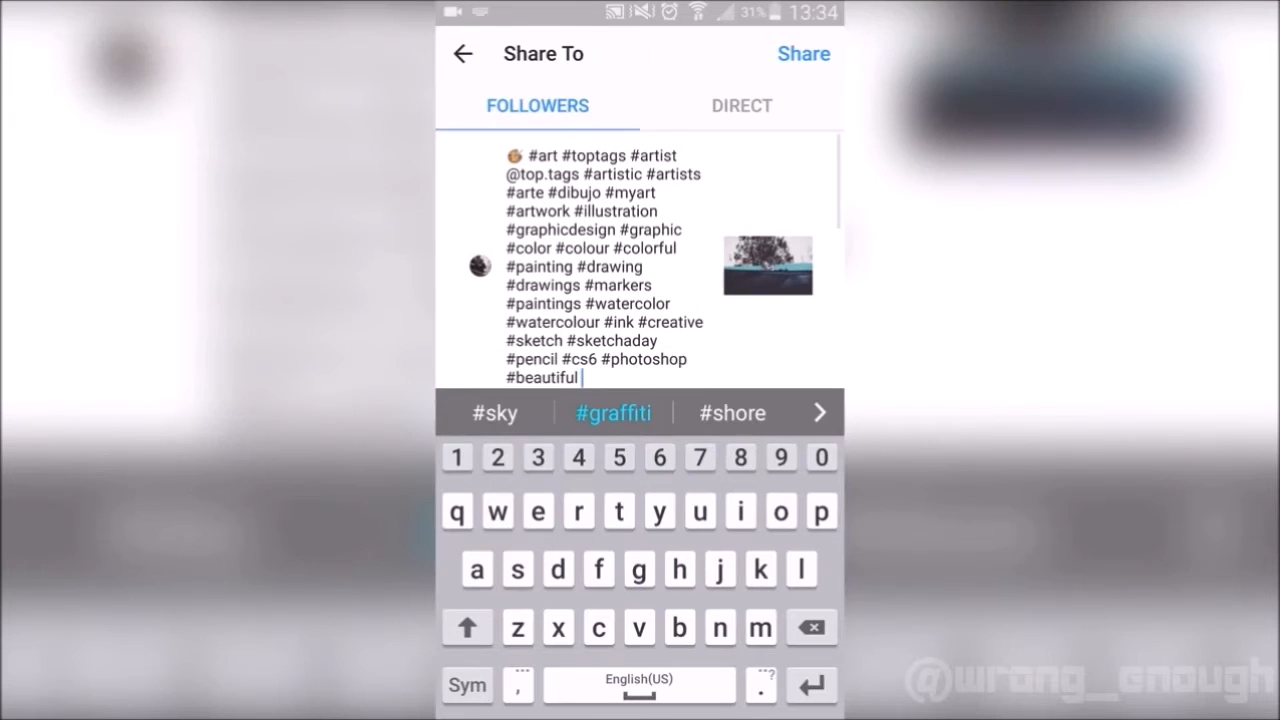 31% 13:34
Share To Share
FOLLOWERS DIRECT
#art #toptags #artist
@top.tags #artistic #artists
#arte #dibujo #myart
#artwork #illustration
#graphicdesign #graphic
#color #colour #colorful
#painting #drawing
#drawings #markers
#paintings #watercolor
#watercolour #ink #creative
#sketch #sketchaday
#pencil #cs6 #photoshop
#beautiful
#sky #graffiti #shore
1 2 3 4 5 6 7 8 9 0
q w e r t y u i o p
a s d f g h j k l
z x c v b n m
Sym , English(US) . ?
@wrong_enough